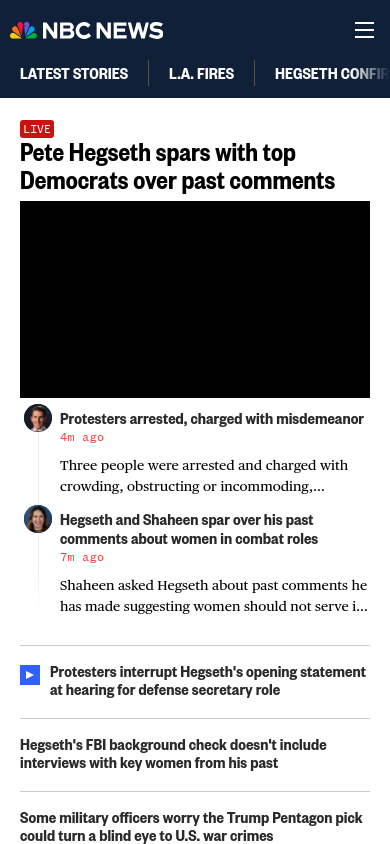 NBC NEWS
LATEST STORIES
L.A. FIRES
HEGSETH CONFIR
LIVE
Pete Hegseth spars with top
Democrats over past comments
Protesters arrested, charged with misdemeanor
4m ago
Three people were arrested and charged with
crowding, obstructing or incommoding,...
Hegseth and Shaheen spar over his past
comments about women in combat roles
7m ago
Shaheen asked Hegseth about past comments he
has made suggesting women should not serve i...
Protesters interrupt Hegseth's opening statement
at hearing for defense secretary role
Hegseth's FBI background check doesn't include
interviews with key women from his past
Some military officers worry the Trump Pentagon pick
could turn a blind eye to U.S. war crimes